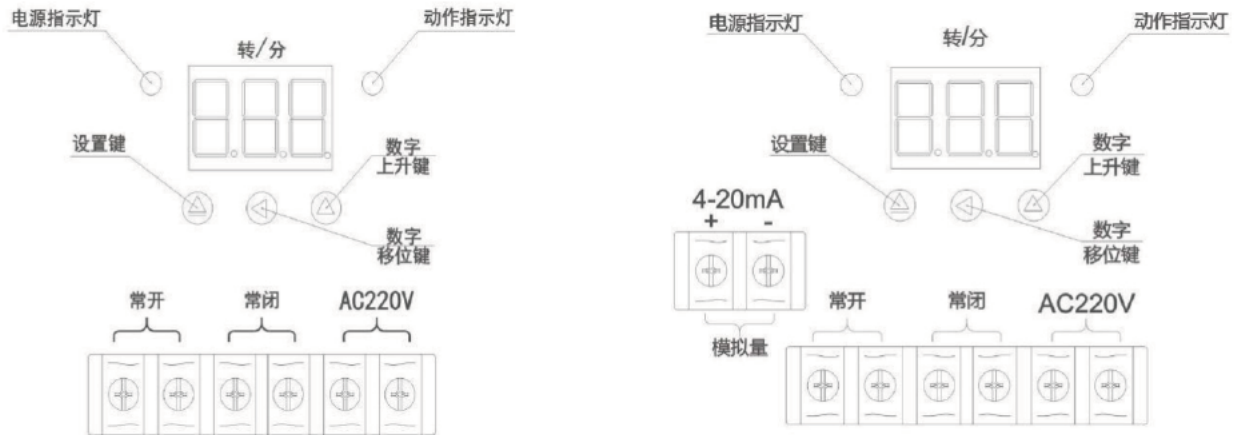 电源指示灯
动作指示灯
转/分
设置键
数字
上升键
数字
移位键
常开
常闭
AC220V
电源指示灯
动作指示灯
转/分
设置键
数字
上升键
4-20mA
+ -
数字
移位键
常开
常闭
AC220V
模拟量